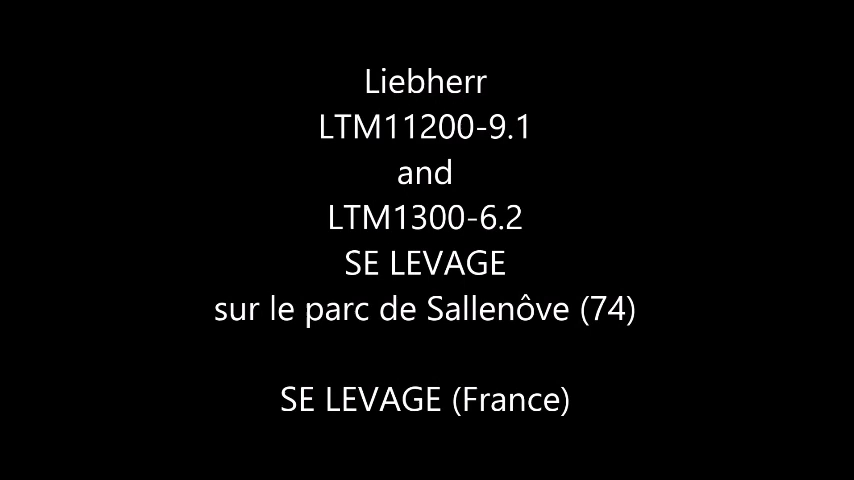 Liebherr
LTM11200-9.1
and
LTM1300-6.2
SE LEVAGE
sur le parc de Sallenôve (74)
SE LEVAGE (France)